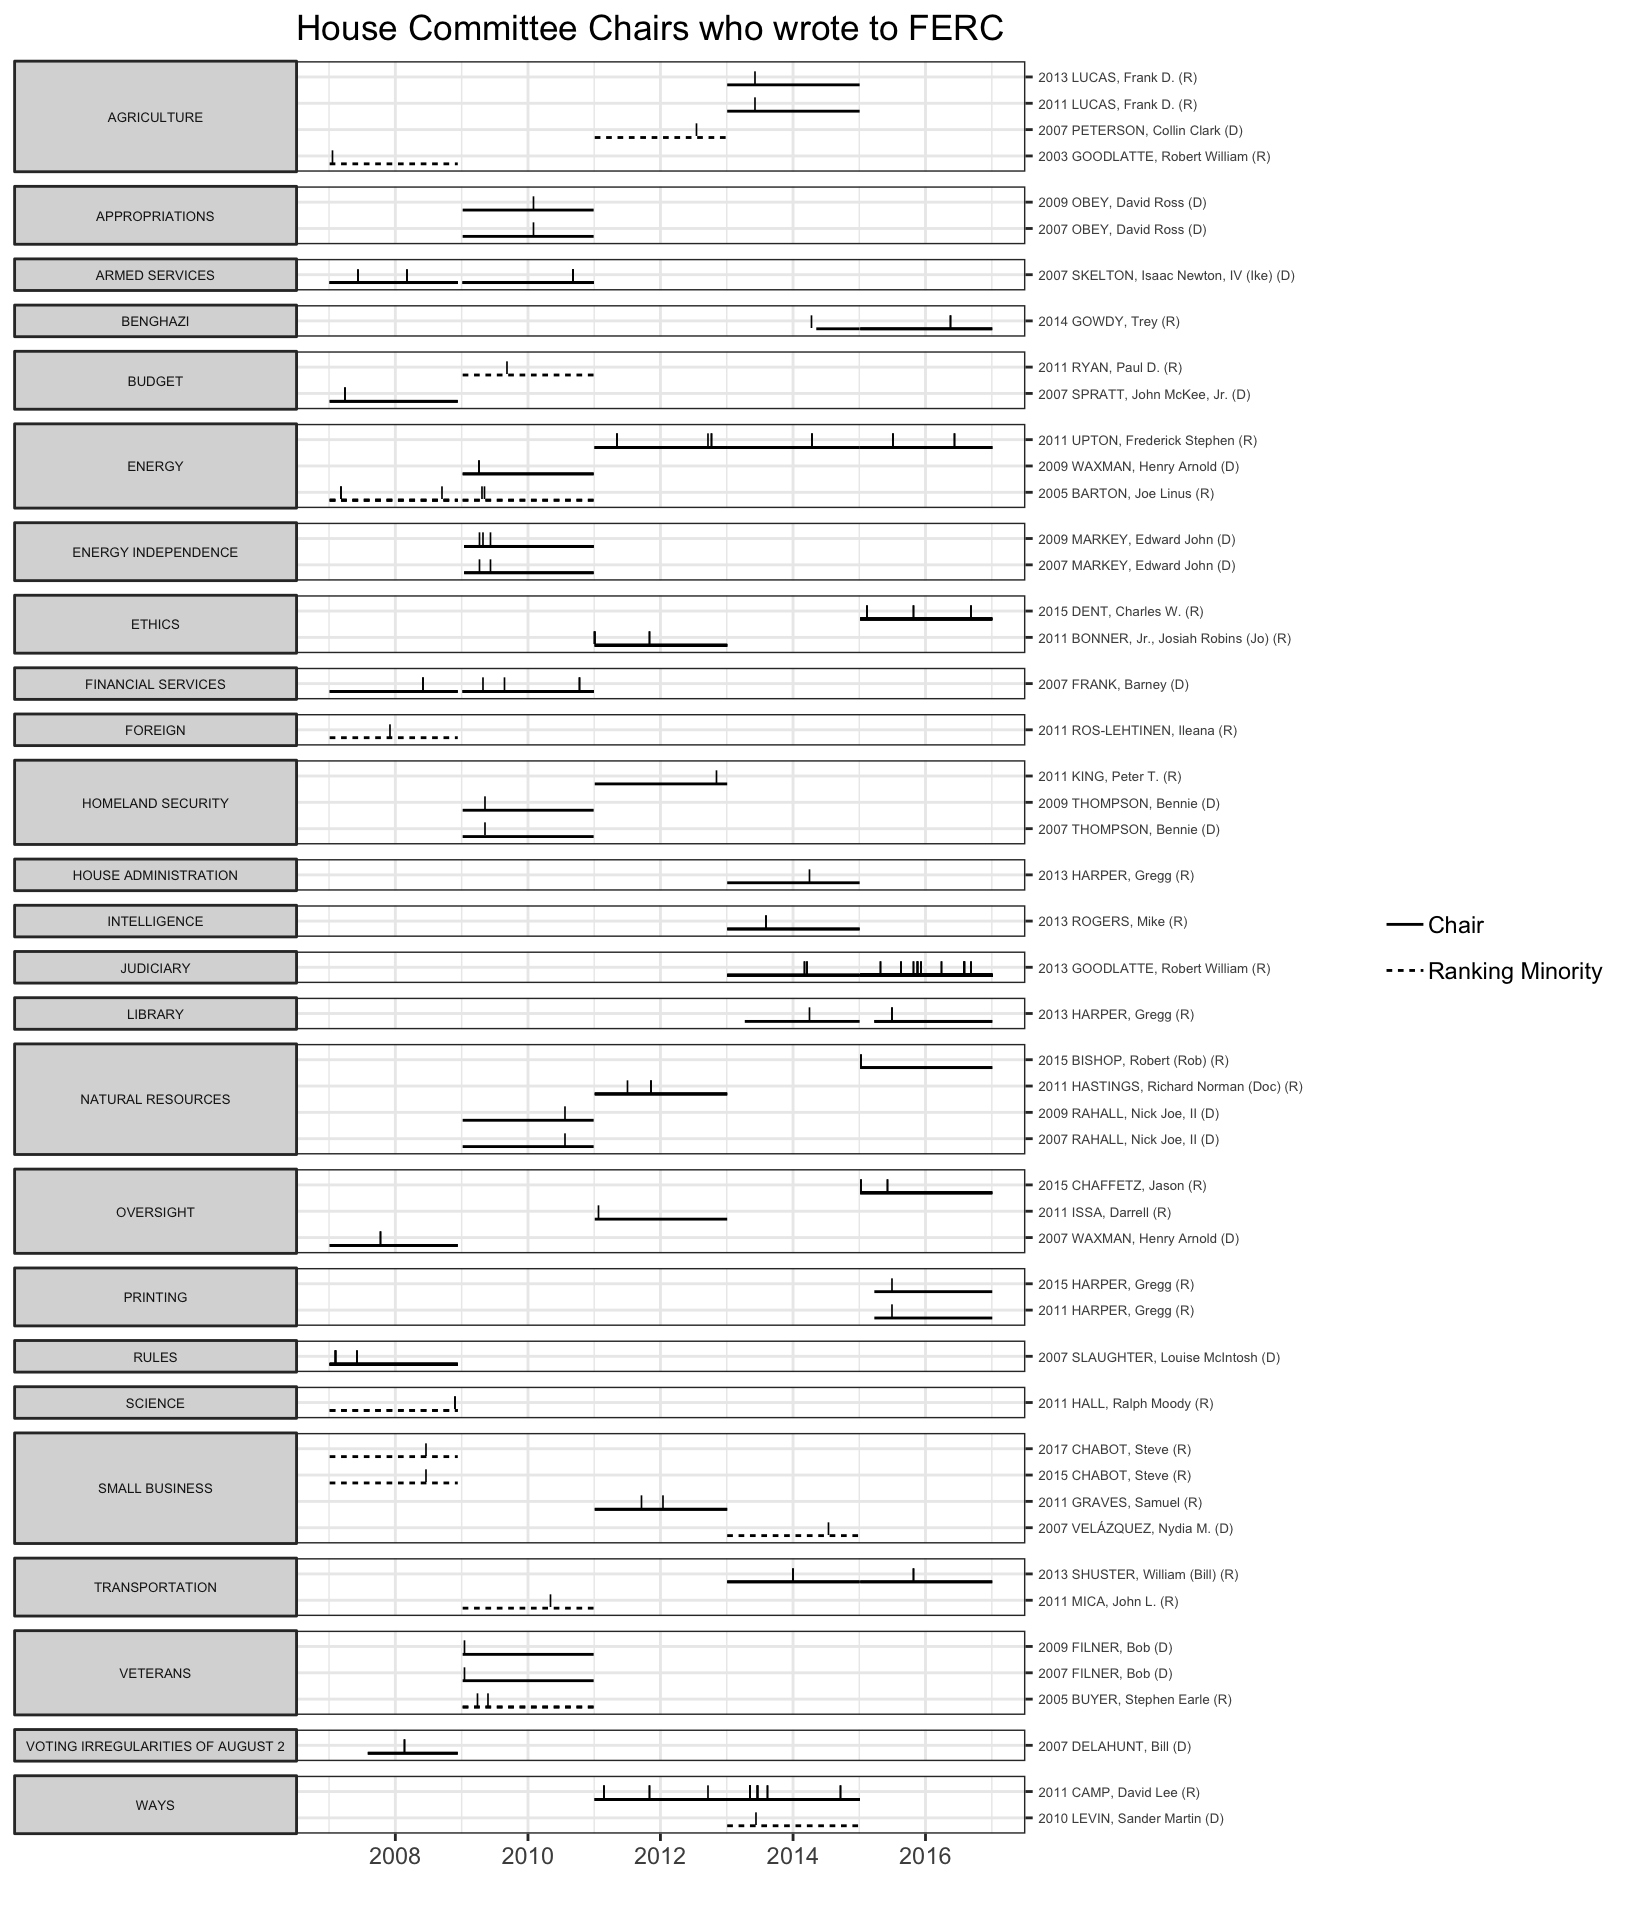 House Committee Chairs who wrote to FERC
AGRICULTURE
2013 LUCAS, Frank D. (R)
2011 LUCAS, Frank D. (R)
2007 PETERSON, Collin Clark (D)
2003 GOODLATTE, Robert William (R)
APPROPRIATIONS
2009 OBEY, David Ross (D)
2007 OBEY, David Ross (D)
ARMED SERVICES
2007 SKELTON, Isaac Newton, IV (Ike) (D)
BENGHAZI
2014 GOWDY, Trey (R)
BUDGET
2011 RYAN, Paul D. (R)
2007 SPRATT, John McKee, Jr. (D)
ENERGY
2011 UPTON, Frederick Stephen (R)
2009 WAXMAN, Henry Arnold (D)
2005 BARTON, Joe Linus (R)
ENERGY INDEPENDENCE
2009 MARKEY, Edward John (D)
2007 MARKEY, Edward John (D)
ETHICS
2015 DENT, Charles W. (R)
2011 BONNER, Jr., Josiah Robins (Jo) (R)
FINANCIAL SERVICES
2007 FRANK, Barney (D)
FOREIGN
2011 ROS-LEHTINEN, Ileana (R)
HOMELAND SECURITY
2011 KING, Peter T. (R)
2009 THOMPSON, Bennie (D)
2007 THOMPSON, Bennie (D)
HOUSE ADMINISTRATION
2013 HARPER, Gregg (R)
INTELLIGENCE
2013 ROGERS, Mike (R)
JUDICIARY
2013 GOODLATTE, Robert William (R)
LIBRARY
2013 HARPER, Gregg (R)
NATURAL RESOURCES
2015 BISHOP, Robert (Rob) (R)
2011 HASTINGS, Richard Norman (Doc) (R)
2009 RAHALL, Nick Joe, II (D)
2007 RAHALL, Nick Joe, II (D)
OVERSIGHT
2015 CHAFFETZ, Jason (R)
2011 ISSA, Darrell (R)
2007 WAXMAN, Henry Arnold (D)
PRINTING
2015 HARPER, Gregg (R)
2011 HARPER, Gregg (R)
RULES
2007 SLAUGHTER, Louise McIntosh (D)
SCIENCE
2011 HALL, Ralph Moody (R)
SMALL BUSINESS
2017 CHABOT, Steve (R)
2015 CHABOT, Steve (R)
2011 GRAVES, Samuel (R)
2007 VELÁZQUEZ, Nydia M. (D)
TRANSPORTATION
2013 SHUSTER, William (Bill) (R)
2011 MICA, John L. (R)
VETERANS
2009 FILNER, Bob (D)
2007 FILNER, Bob (D)
2005 BUYER, Stephen Earle (R)
VOTING IRREGULARITIES OF AUGUST 2
2007 DELAHUNT, Bill (D)
WAYS
2011 CAMP, David Lee (R)
2010 LEVIN, Sander Martin (D)
2008 2010 2012 2014 2016
Chair
Ranking Minority